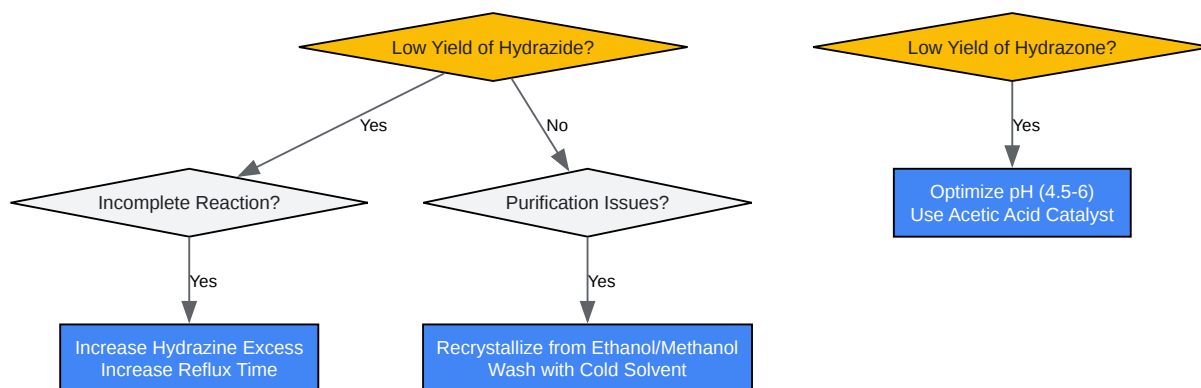 Low Yield of Hydrazide?
Low Yield of Hydrazone?
Yes
No
Yes
Incomplete Reaction?
Purification Issues?
Optimize pH (4.5-6)
Use Acetic Acid Catalyst
Yes
Yes
Increase Hydrazine Excess
Increase Reflux Time
Recrystallize from Ethanol/Methanol
Wash with Cold Solvent